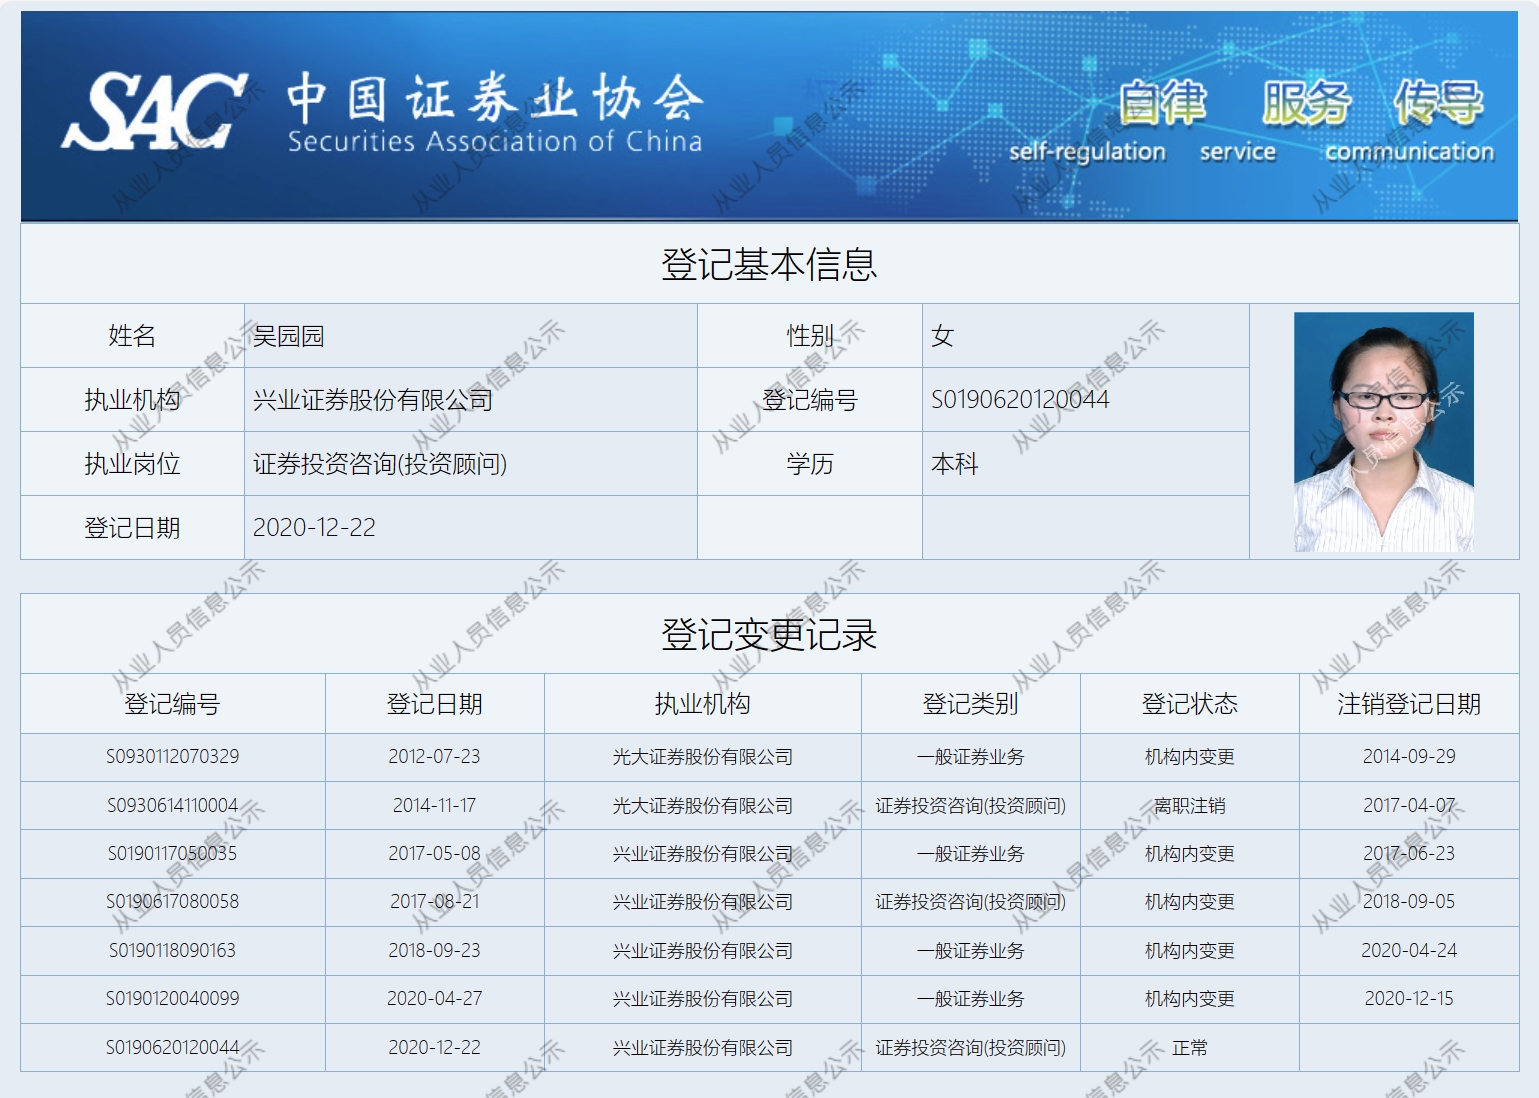 SAC 中国证券业协会
Securities Association of China
自律 服务 传导
self-regulation service communication
登记基本信息
姓名 吴园园 性别 女
执业机构 兴业证券股份有限公司 登记编号 S0190620120044
执业岗位 证券投资咨询(投资顾问) 学历 本科
登记日期 2020-12-22
登记变更记录
登记编号 登记日期 执业机构 登记类别 登记状态 注销登记日期
S0930112070329 2012-07-23 光大证券股份有限公司 一般证券业务 机构内变更 2014-09-29
S0930614110004 2014-11-17 光大证券股份有限公司 证券投资咨询(投资顾问) 离职注销 2017-04-07
S0190117050035 2017-05-08 兴业证券股份有限公司 一般证券业务 机构内变更 2017-06-23
S0190617080058 2017-08-21 兴业证券股份有限公司 证券投资咨询(投资顾问) 机构内变更 2018-09-05
S0190118090163 2018-09-23 兴业证券股份有限公司 一般证券业务 机构内变更 2020-04-24
S0190120040099 2020-04-27 兴业证券股份有限公司 一般证券业务 机构内变更 2020-12-15
S0190620120044 2020-12-22 兴业证券股份有限公司 证券投资咨询(投资顾问) 正常
从业人员信息公示